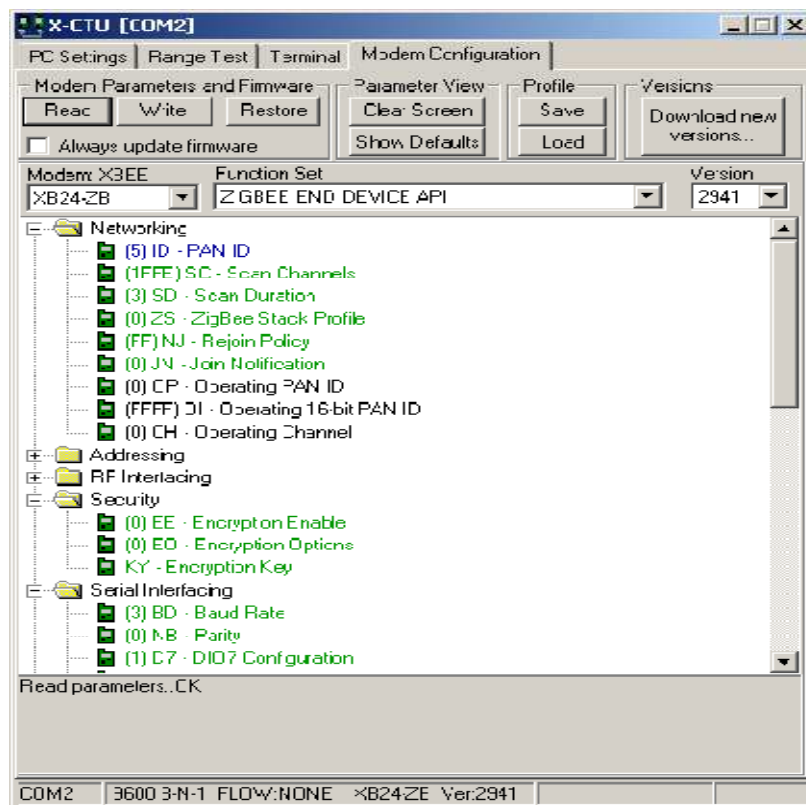 X-CTU [COM2]
PC Settings Range Test Terminal Modem Configuration
Modem Parameters and Firmware Parameter View Profile Versions
Read Write Restore Clear Screen Save Download new versions...
Always update firmware Show Defaults Load
Modem: XBEE Function Set Version
XB24-ZB ZIGBEE END DEVICE API 2941
Networking
(5) ID - PAN ID
(1FFE) SC - Scan Channels
(3) SD - Scan Duration
(0) ZS - ZigBee Stack Profile
(FF) NJ - Rejoin Policy
(0) JN - Join Notification
(0) OP - Operating PAN ID
(FFFF) OI - Operating 16-bit PAN ID
(0) CH - Operating Channel
Addressing
RF Interfacing
Security
(0) EE - Encryption Enable
(0) EO - Encryption Options
KY - Encryption Key
Serial Interfacing
(3) BD - Baud Rate
(0) NB - Parity
(1) D7 - DIO7 Configuration
Read parameters..OK
COM2 9600 8-N-1 FLOW:NONE XB24-ZB Ver:2941